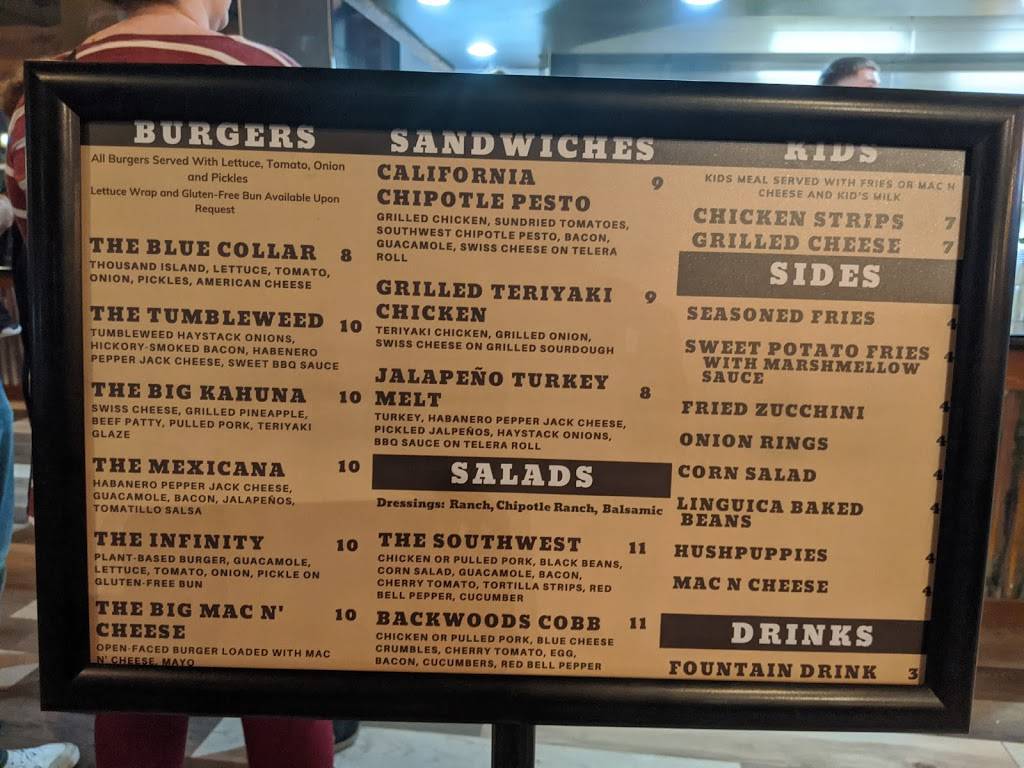 BURGERS
All Burgers Served With Lettuce, Tomato, Onion
and Pickles
Lettuce Wrap and Gluten-Free Bun Available Upon
Request
THE BLUE COLLAR 8
THOUSAND ISLAND, LETTUCE, TOMATO,
ONION, PICKLES, AMERICAN CHEESE
THE TUMBLEWEED 10
TUMBLEWEED HAYSTACK ONIONS,
HICKORY-SMOKED BACON, HABENERO
PEPPER JACK CHEESE, SWEET BBQ SAUCE
THE BIG KAHUNA 10
SWISS CHEESE, GRILLED PINEAPPLE,
BEEF PATTY, PULLED PORK, TERIYAKI
GLAZE
THE MEXICANA 10
HABANERO PEPPER JACK CHEESE,
GUACAMOLE, BACON, JALAPEÑOS,
TOMATILLO SALSA
THE INFINITY 10
PLANT-BASED BURGER, GUACAMOLE,
LETTUCE, TOMATO, ONION, PICKLE ON
GLUTEN-FREE BUN
THE BIG MAC N' 10
CHEESE
OPEN-FACED BURGER LOADED WITH MAC
N' CHEESE, MAYO
SANDWICHES
CALIFORNIA 9
CHIPOTLE PESTO
GRILLED CHICKEN, SUNDRIED TOMATOES,
SOUTHWEST CHIPOTLE PESTO, BACON,
GUACAMOLE, SWISS CHEESE ON TELERA
ROLL
GRILLED TERIYAKI 9
CHICKEN
TERIYAKI CHICKEN, GRILLED ONION,
SWISS CHEESE ON GRILLED SOURDOUGH
JALAPEÑO TURKEY 8
MELT
TURKEY, HABANERO PEPPER JACK CHEESE,
PICKLED JALPEÑOS, HAYSTACK ONIONS,
BBQ SAUCE ON TELERA ROLL
SALADS
Dressings: Ranch, Chipotle Ranch, Balsamic
THE SOUTHWEST 11
CHICKEN OR PULLED PORK, BLACK BEANS,
CORN SALAD, GUACAMOLE, BACON,
CHERRY TOMATO, TORTILLA STRIPS, RED
BELL PEPPER, CUCUMBER
BACKWOODS COBB 11
CHICKEN OR PULLED PORK, BLUE CHEESE
CRUMBLES, CHERRY TOMATO, EGG,
BACON, CUCUMBERS, RED BELL PEPPER
KIDS
KIDS MEAL SERVED WITH FRIES OR MAC N
CHEESE AND KID'S MILK
CHICKEN STRIPS 7
GRILLED CHEESE 7
SIDES
SEASONED FRIES 4
SWEET POTATO FRIES 4
WITH MARSHMELLOW
SAUCE
FRIED ZUCCHINI 4
ONION RINGS 4
CORN SALAD 4
LINGUICA BAKED 4
BEANS
HUSHPUPPIES 4
MAC N CHEESE 4
DRINKS
FOUNTAIN DRINK 3